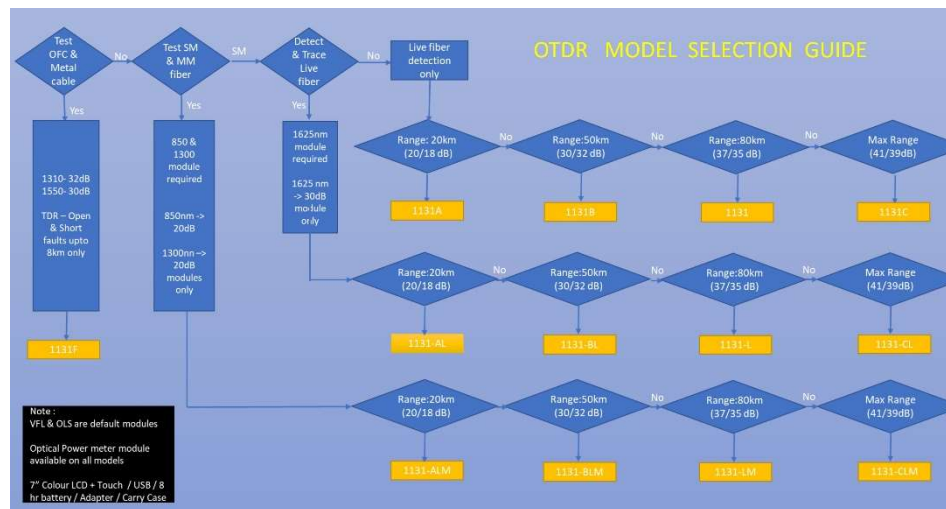 OTDR MODEL SELECTION GUIDE
Test
OFC &
Metal
cable
No
Test SM
& MM
fiber
SM
Detect
& Trace
Live
fiber
No
Live fiber
detection
only
Yes
Yes
Yes
1310- 32dB
1550- 30dB
TDR – Open
& Short
faults upto
8km only
1131F
850 &
1300
module
required
850nm ->
20dB
1300nn –>
20dB
modules
only
1625nm
module
required
1625 nm
-> 30dB
module
only
Range: 20km
(20/18 dB)
No
Range:50km
(30/32 dB)
No
Range:80km
(37/35 dB)
No
Max Range
(41/39dB)
1131A
1131B
1131
1131C
Range:20km
(20/18 dB)
No
Range:50km
(30/32 dB)
No
Range:80km
(37/35 dB)
No
Max Range
(41/39dB)
1131-AL
1131-BL
1131-L
1131-CL
Range:20km
(20/18 dB)
No
Range:50km
(30/32 dB)
No
Range:80km
(37/35 dB)
No
Max Range
(41/39dB)
1131-ALM
1131-BLM
1131-LM
1131-CLM
Note :
VFL & OLS are default modules
Optical Power meter module
available on all models
7” Colour LCD + Touch / USB / 8
hr battery / Adapter / Carry Case